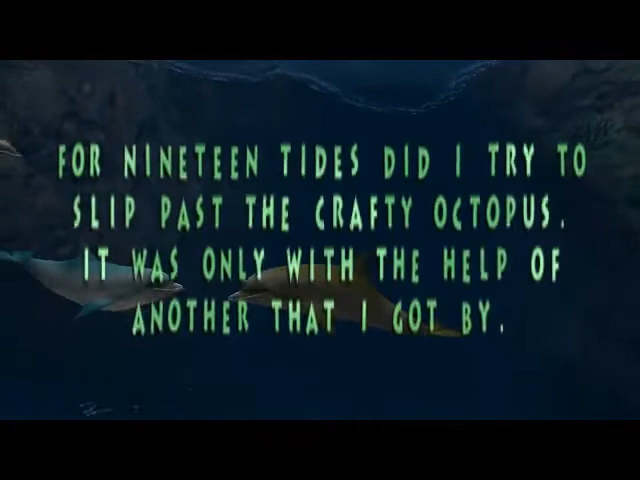 FOR NINETEEN TIDES DID I TRY TO
SLIP PAST THE CRAFTY OCTOPUS.
IT WAS ONLY WITH THE HELP OF
ANOTHER THAT I GOT BY.